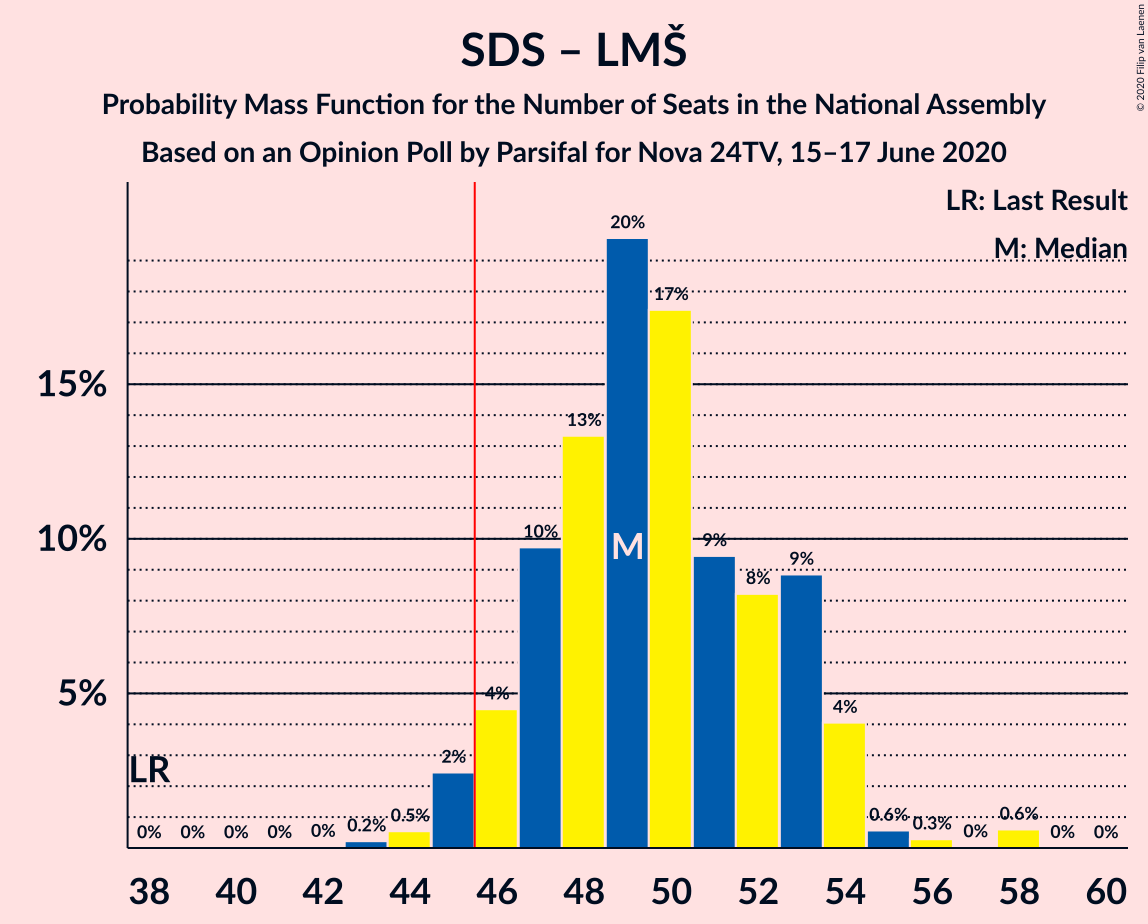 SDS – LMŠ
Probability Mass Function for the Number of Seats in the National Assembly
Based on an Opinion Poll by Parsifal for Nova 24TV, 15–17 June 2020
© 2020 Filip van Laenen
LR: Last Result
M: Median
15%
10%
5%
LR
M
0% 0% 0% 0% 0% 0.2% 0.5% 2% 4% 10% 13% 20% 17% 9% 8% 9% 4% 0.6% 0.3% 0% 0.6% 0% 0%
38 40 42 44 46 48 50 52 54 56 58 60